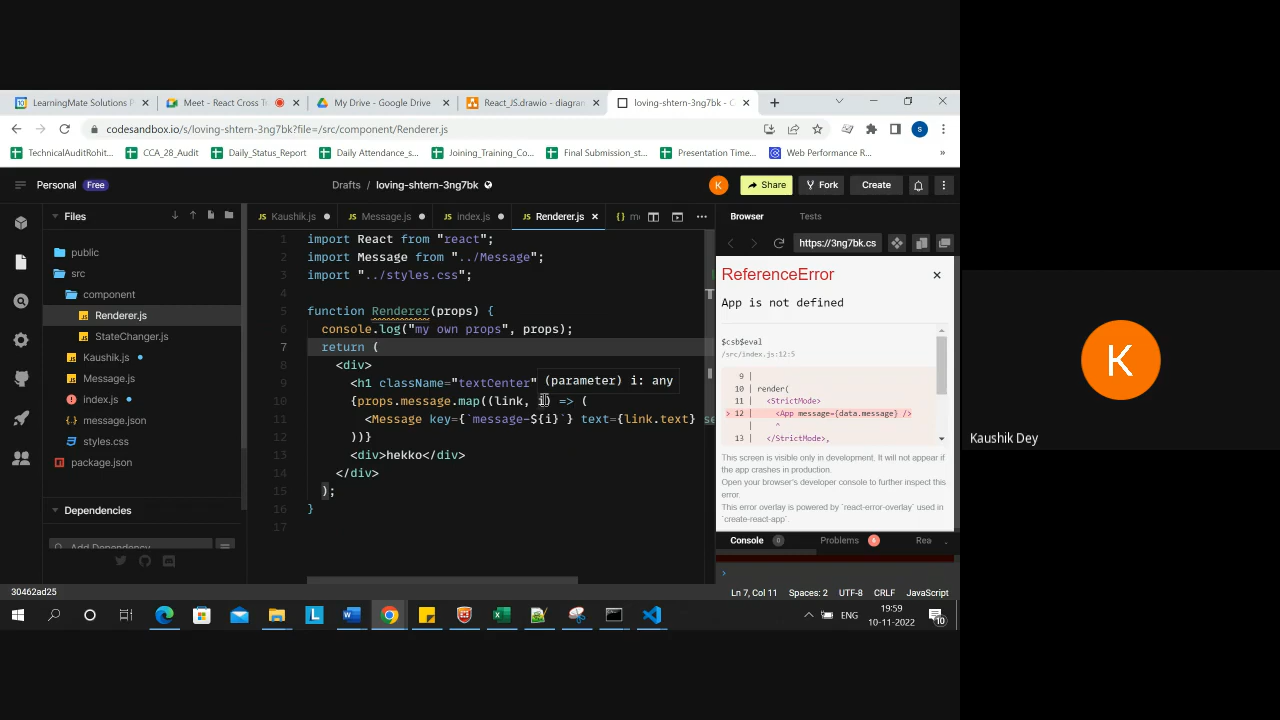 LearningMate Solutions P
Meet - React Cross T
My Drive - Google Drive
React_JS.drawio - diagram
loving-shtern-3ng7bk - C
codesandbox.io/s/loving-shtern-3ng7bk?file=/src/component/Renderer.js
TechnicalAuditRohit...
CCA_28_Audit
Daily_Status_Report
Daily Attendance_s...
Joining_Training_Co...
Final Submission_st...
Presentation Time...
Web Performance R...
»
Personal Free
Drafts / loving-shtern-3ng7bk
K
Share
Fork
Create
Files
public
src
component
Renderer.js
StateChanger.js
Kaushik.js
Message.js
index.js
message.json
styles.css
package.json
Dependencies
Add Dependency
Kaushik.js
Message.js
index.js
Renderer.js
1 import React from "react";
2 import Message from "../Message";
3 import "../styles.css";
4
5 function Renderer(props) {
6 console.log("my own props", props);
7 return (
8 <div>
9 <h1 className="textCenter"
(parameter) i: any
10 {props.message.map((link, i) => (
11 <Message key={`message-${i}`} text={link.text} se
12 ))}
13 <div>hekko</div>
14 </div>
15 );
16 }
17
Browser
Tests
https://3ng7bk.cs
ReferenceError
App is not defined
$csb$eval
/src/index.js:12:5
9 |
10 | render(
11 | <StrictMode>
> 12 | <App message={data.message} />
| ^
13 | </StrictMode>,
This screen is visible only in development. It will not appear if
the app crashes in production.
Open your browser's developer console to further inspect this
error.
This error overlay is powered by `react-error-overlay` used in
`create-react-app`.
Console 0
Problems 6
Rea
30462ad25
Ln 7, Col 11
Spaces: 2
UTF-8
CRLF
JavaScript
ENG
19:59
10-11-2022
10
K
Kaushik Dey